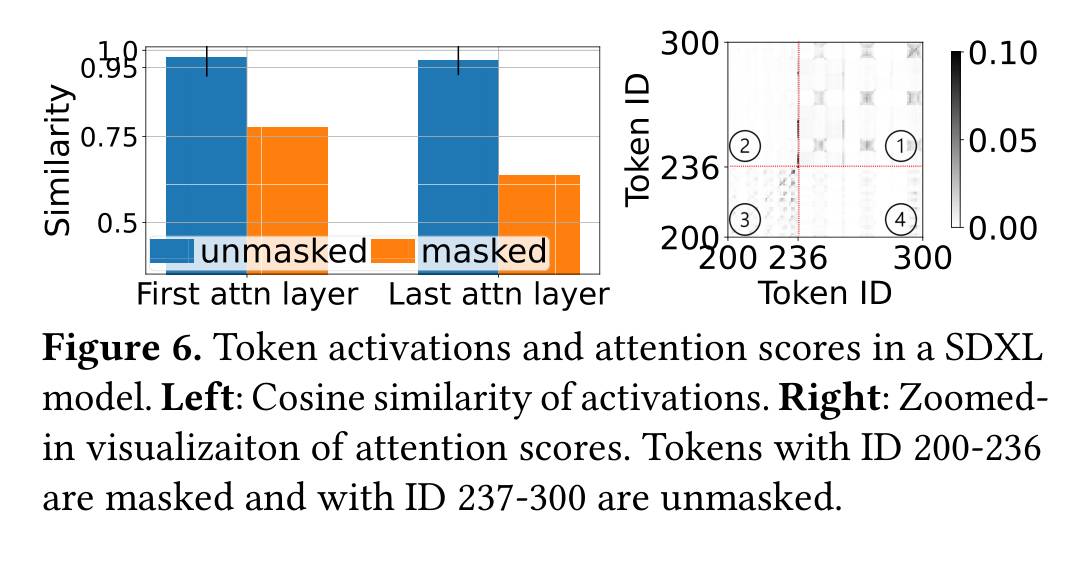 1.0
0.95
0.75
0.5
Similarity
unmasked masked
First attn layer Last attn layer
300
236
200
Token ID
2 1
3 4
200 236 300
Token ID
0.10
0.05
0.00
Figure 6. Token activations and attention scores in a SDXL
model. Left: Cosine similarity of activations. Right: Zoomed-
in visualizaiton of attention scores. Tokens with ID 200-236
are masked and with ID 237-300 are unmasked.